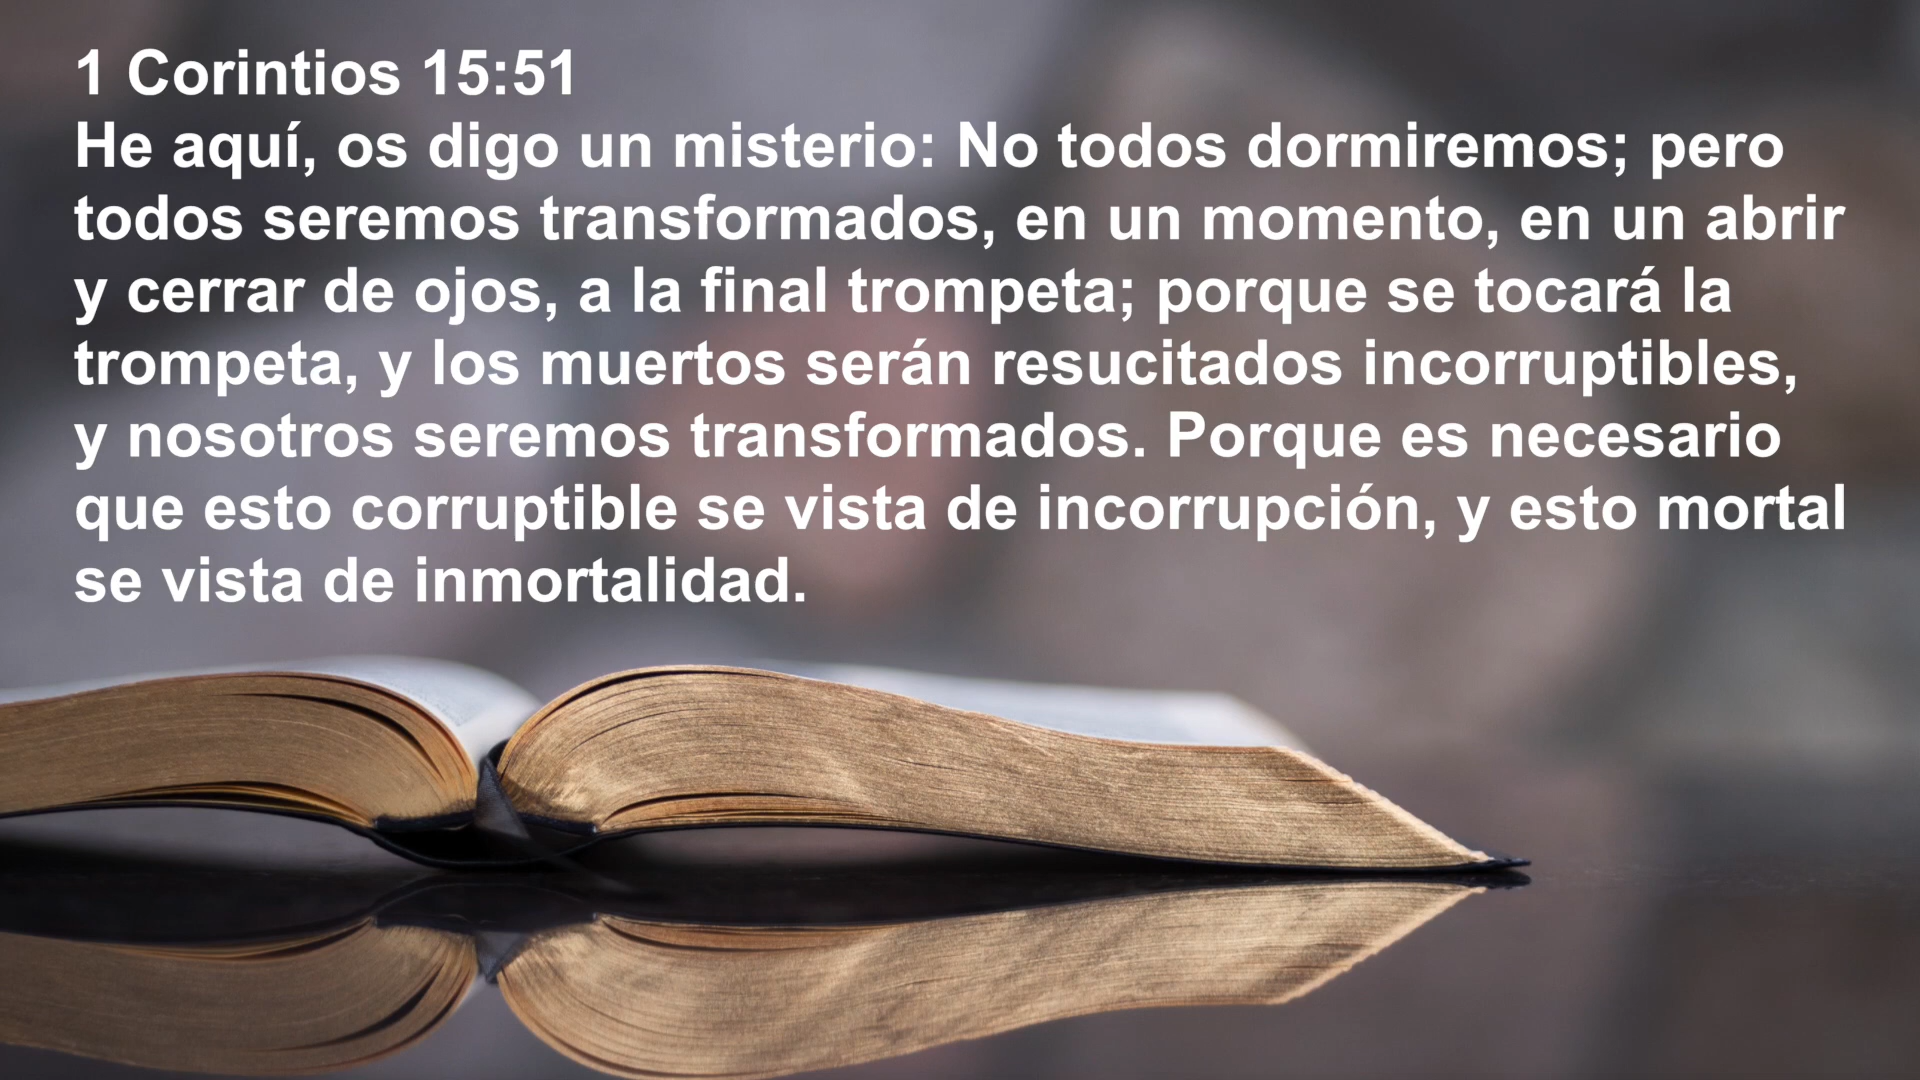 1 Corintios 15:51
He aquí, os digo un misterio: No todos dormiremos; pero
todos seremos transformados, en un momento, en un abrir
y cerrar de ojos, a la final trompeta; porque se tocará la
trompeta, y los muertos serán resucitados incorruptibles,
y nosotros seremos transformados. Porque es necesario
que esto corruptible se vista de incorrupción, y esto mortal
se vista de inmortalidad.